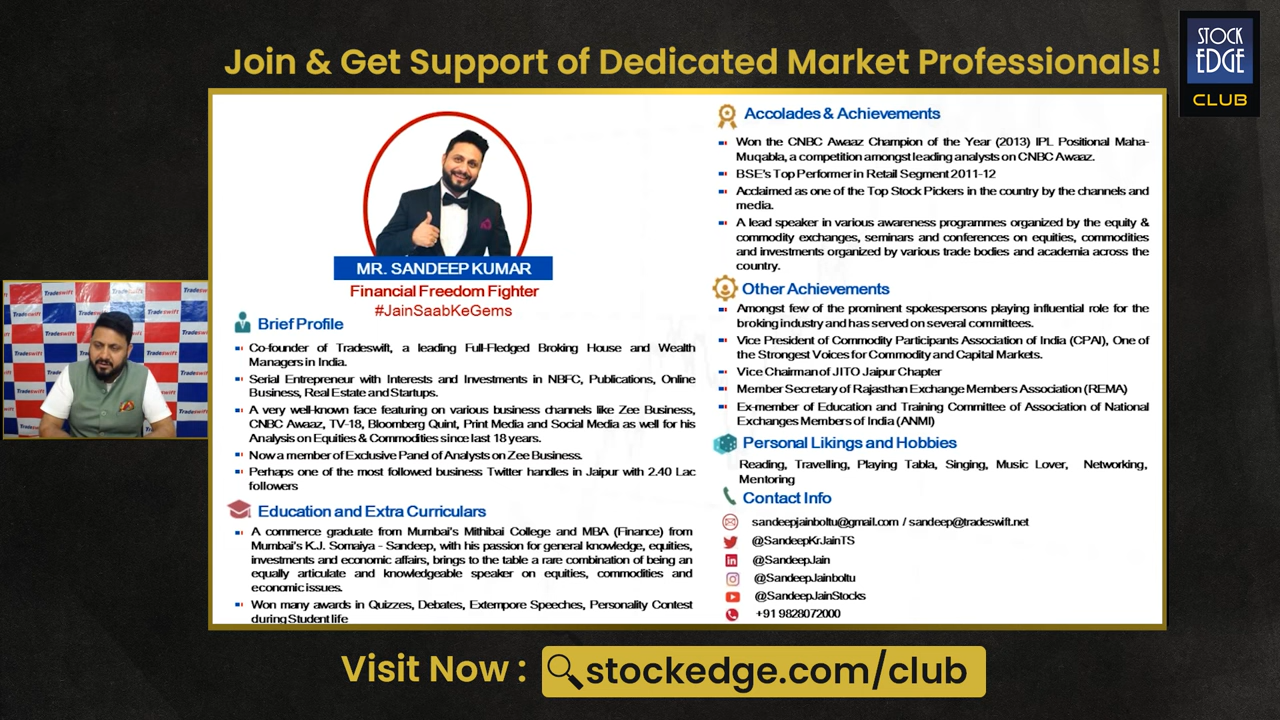 Join & Get Support of Dedicated Market Professionals!
STOCK
EDGE
CLUB
MR. SANDEEP KUMAR
Financial Freedom Fighter
#JainSaabKeGems
Brief Profile
Co-founder of Tradeswift, a leading Full-Fledged Broking House and Wealth
Managers in India.
Serial Entrepreneur with Interests and Investments in NBFC, Publications, Online
Business, Real Estate and Startups.
A very well-known face featuring on various business channels like Zee Business,
CNBC Awaaz, TV-18, Bloomberg Quint, Print Media and Social Media as well for his
Analysis on Equities & Commodities since last 18 years.
Now a member of Exclusive Panel of Analysts on Zee Business.
Perhaps one of the most followed business Twitter handles in Jaipur with 2.40 Lac
followers
Education and Extra Curriculars
A commerce graduate from Mumbai's Mithibai College and MBA (Finance) from
Mumbai's K.J. Somaiya - Sandeep, with his passion for general knowledge, equities,
investments and economic affairs, brings to the table a rare combination of being an
equally articulate and knowledgeable speaker on equities, commodities and
economic issues.
Won many awards in Quizzes, Debates, Extempore Speeches, Personality Contest
during Student life
Accolades & Achievements
Won the CNBC Awaaz Champion of the Year (2013) IPL Positional Maha-
Muqabla, a competition amongst leading analysts on CNBC Awaaz.
BSE's Top Performer in Retail Segment 2011-12
Acclaimed as one of the Top Stock Pickers in the country by the channels and
media.
A lead speaker in various awareness programmes organized by the equity &
commodity exchanges, seminars and conferences on equities, commodities
and investments organized by various trade bodies and academia across the
country.
Other Achievements
Amongst few of the prominent spokespersons playing influential role for the
broking industry and has served on several committees.
Vice President of Commodity Participants Association of India (CPAI), One of
the Strongest Voices for Commodity and Capital Markets.
Vice Chairman of JITO Jaipur Chapter
Member Secretary of Rajasthan Exchange Members Association (REMA)
Ex-member of Education and Training Committee of Association of National
Exchanges Members of India (ANMI)
Personal Likings and Hobbies
Reading, Travelling, Playing Tabla, Singing, Music Lover, Networking,
Mentoring
Contact Info
sandeepjainboltu@gmail.com / sandeep@tradeswift.net
@SandeepKrJainTS
@SandeepJain
@SandeepJainboltu
@SandeepJainStocks
+91 9828072000
Tradeswift
Visit Now :
stockedge.com/club